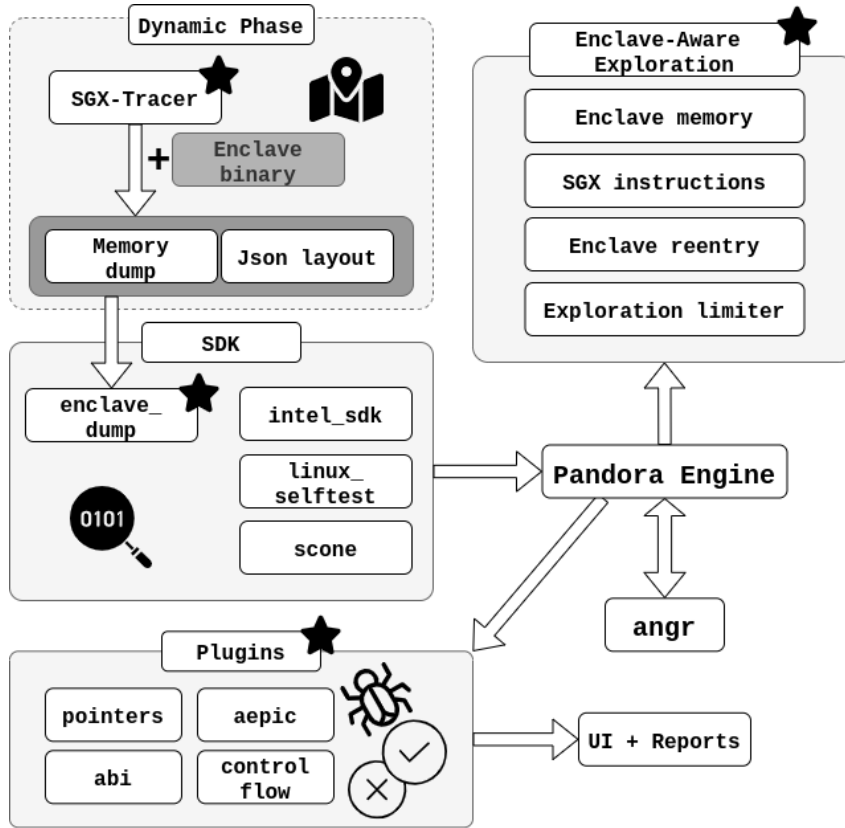 Dynamic Phase
SGX-Tracer
+
Enclave
binary
Memory
dump
Json layout
SDK
enclave_
dump
intel_sdk
linux_
selftest
scone
0101
Plugins
pointers
aepic
abi
control
flow
Enclave-Aware
Exploration
Enclave memory
SGX instructions
Enclave reentry
Exploration limiter
Pandora Engine
angr
UI + Reports